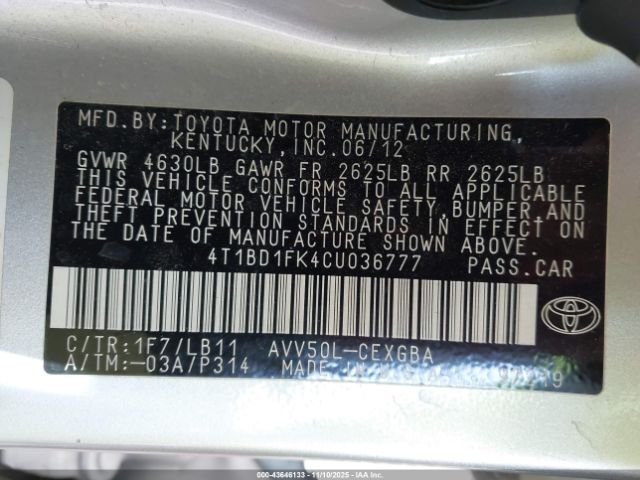 MFD. BY: TOYOTA MOTOR MANUFACTURING,
KENTUCKY, INC. 06/12
GVWR 4630LB GAWR FR 2625LB RR 2625LB
THIS VEHICLE CONFORMS TO ALL APPLICABLE
FEDERAL MOTOR VEHICLE SAFETY, BUMPER, AND
THEFT PREVENTION STANDARDS IN EFFECT ON
THE DATE OF MANUFACTURE SHOWN ABOVE.
4T1BD1FK4CU036777 PASS. CAR
C/TR: 1F7/LB11 AVV50L-CEXGBA
A/TM: -03A/P314 MADE IN
000-43646133 - 11/10/2025 - IAAI.COM